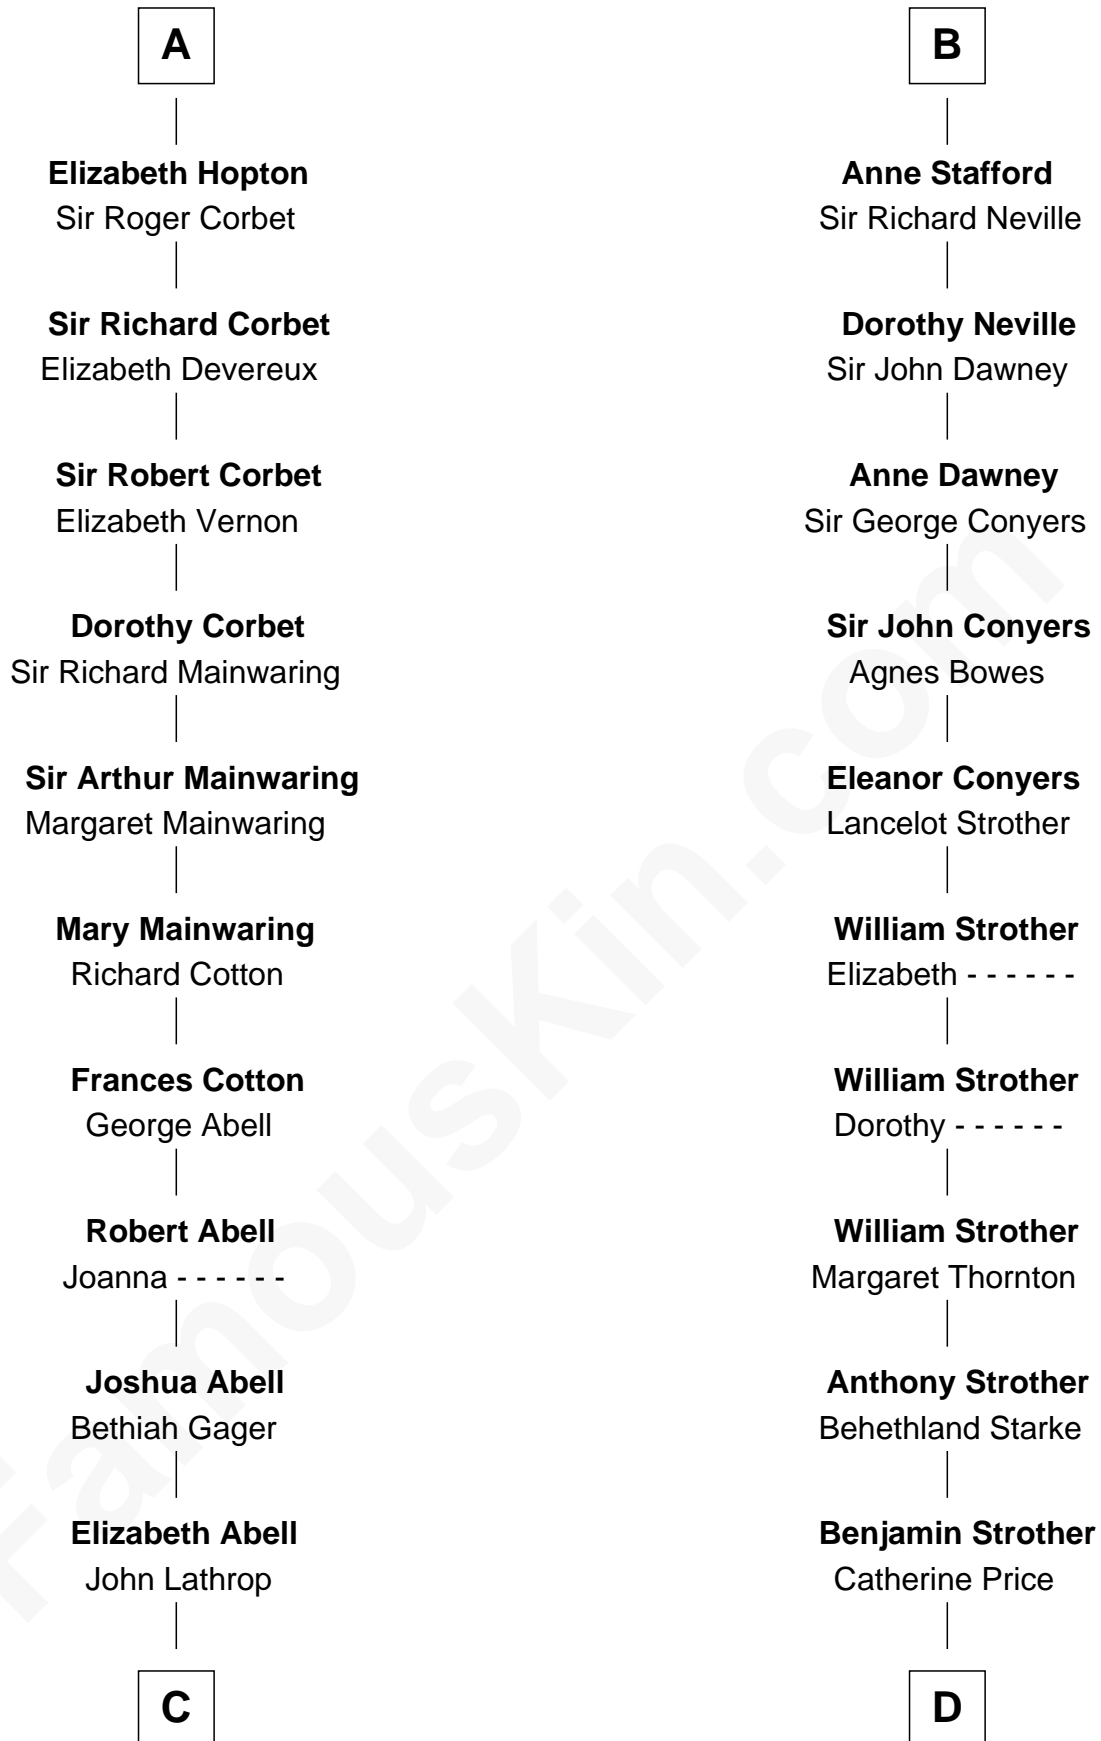 A
Elizabeth Hopton
Sir Roger Corbet
Sir Richard Corbet
Elizabeth Devereux
Sir Robert Corbet
Elizabeth Vernon
Dorothy Corbet
Sir Richard Mainwaring
Sir Arthur Mainwaring
Margaret Mainwaring
Mary Mainwaring
Richard Cotton
Frances Cotton
George Abell
Robert Abell
Joanna - - - - - -
Joshua Abell
Bethiah Gager
Elizabeth Abell
John Lathrop
C
B
Anne Stafford
Sir Richard Neville
Dorothy Neville
Sir John Dawney
Anne Dawney
Sir George Conyers
Sir John Conyers
Agnes Bowes
Eleanor Conyers
Lancelot Strother
William Strother
Elizabeth - - - - - -
William Strother
Dorothy - - - - - -
William Strother
Margaret Thornton
Anthony Strother
Behethland Starke
Benjamin Strother
Catherine Price
D
FamousKin.com